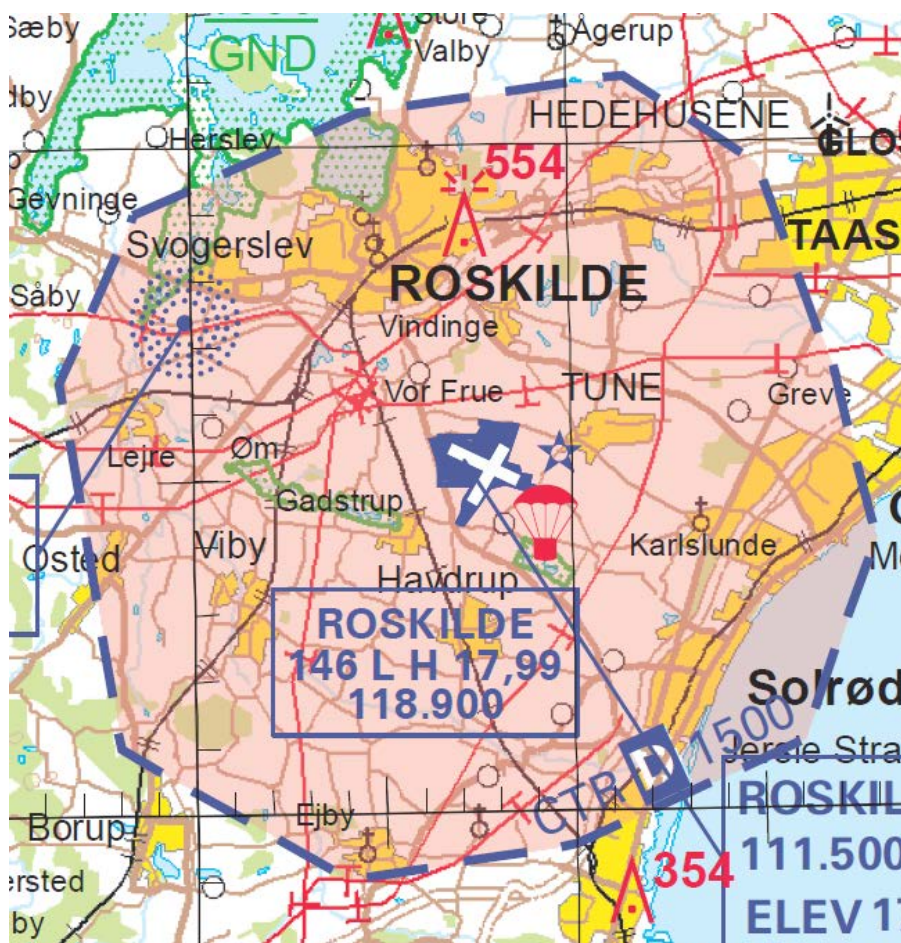 Sæby
GND
Store
Valby
Ågerup
HEDEHUSENE
Herslev
554
GLOS
Gevninge
Svogerslev
TAAS
Såby
ROSKILDE
Vindinge
Vor Frue
TUNE
Greve
Lejre
Øm
Gadstrup
Osted
Viby
Karlslunde
Havdrup
ROSKILDE
146 L H 17,99
118.900
Solrød
CTR D 1500
D
Jersie Stra
Ejby
Borup
ROSKIL
111.500
354
ersted
by
ELEV 17